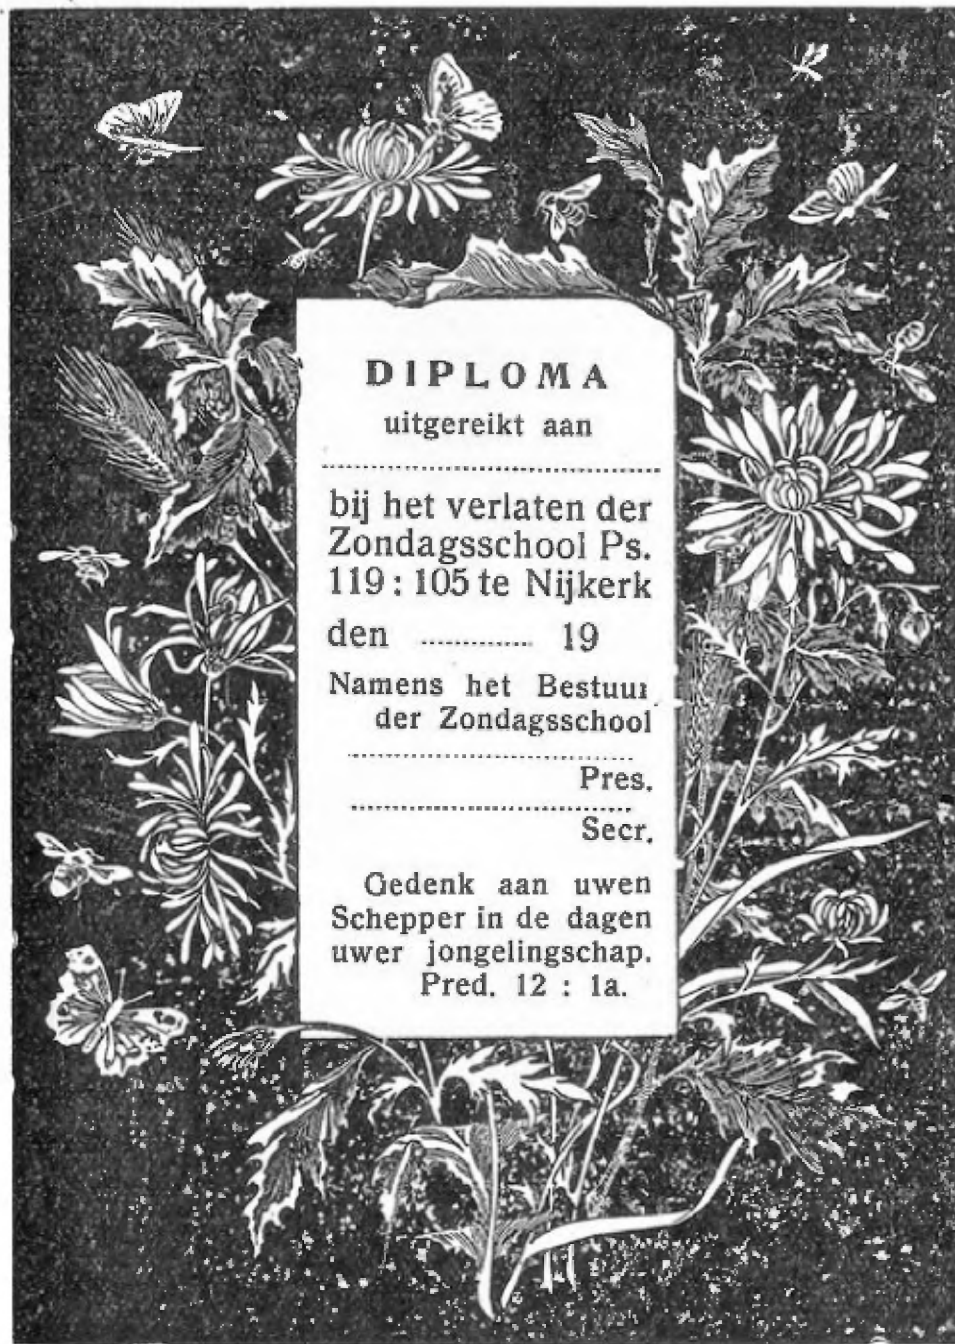 DIPLOMA
uitgereikt aan
bij het verlaten der
Zondagsschool Ps.
119 : 105 te Nijkerk
den ............ 19
Namens het Bestuur
der Zondagsschool
Pres.
Secr.
Gedenk aan uwen
Schepper in de dagen
uwer jongelingschap.
Pred. 12 : 1a.